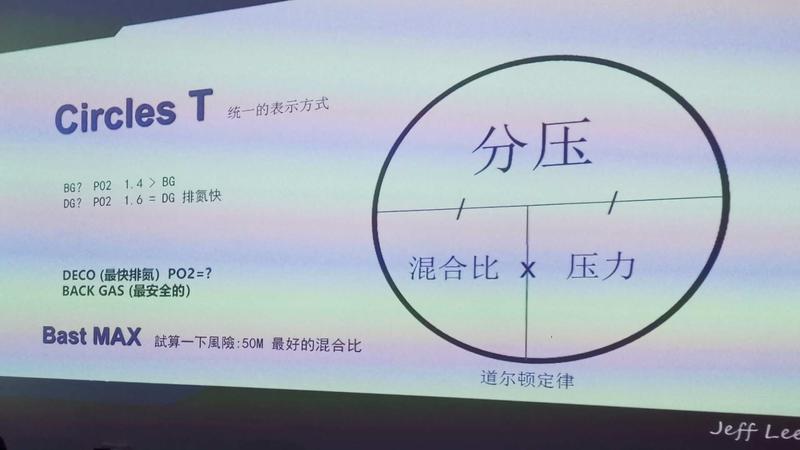 Circles T 统一的表示方式
BG? PO2 1.4 > BG
DG? PO2 1.6 = DG 排氮快
DECO (最快排氮) PO2=?
BACK GAS (最安全的)
Bast MAX 試算一下風險:50M 最好的混合比
分压
/ /
混合比 x 压力
道尔顿定律
Jeff Lee